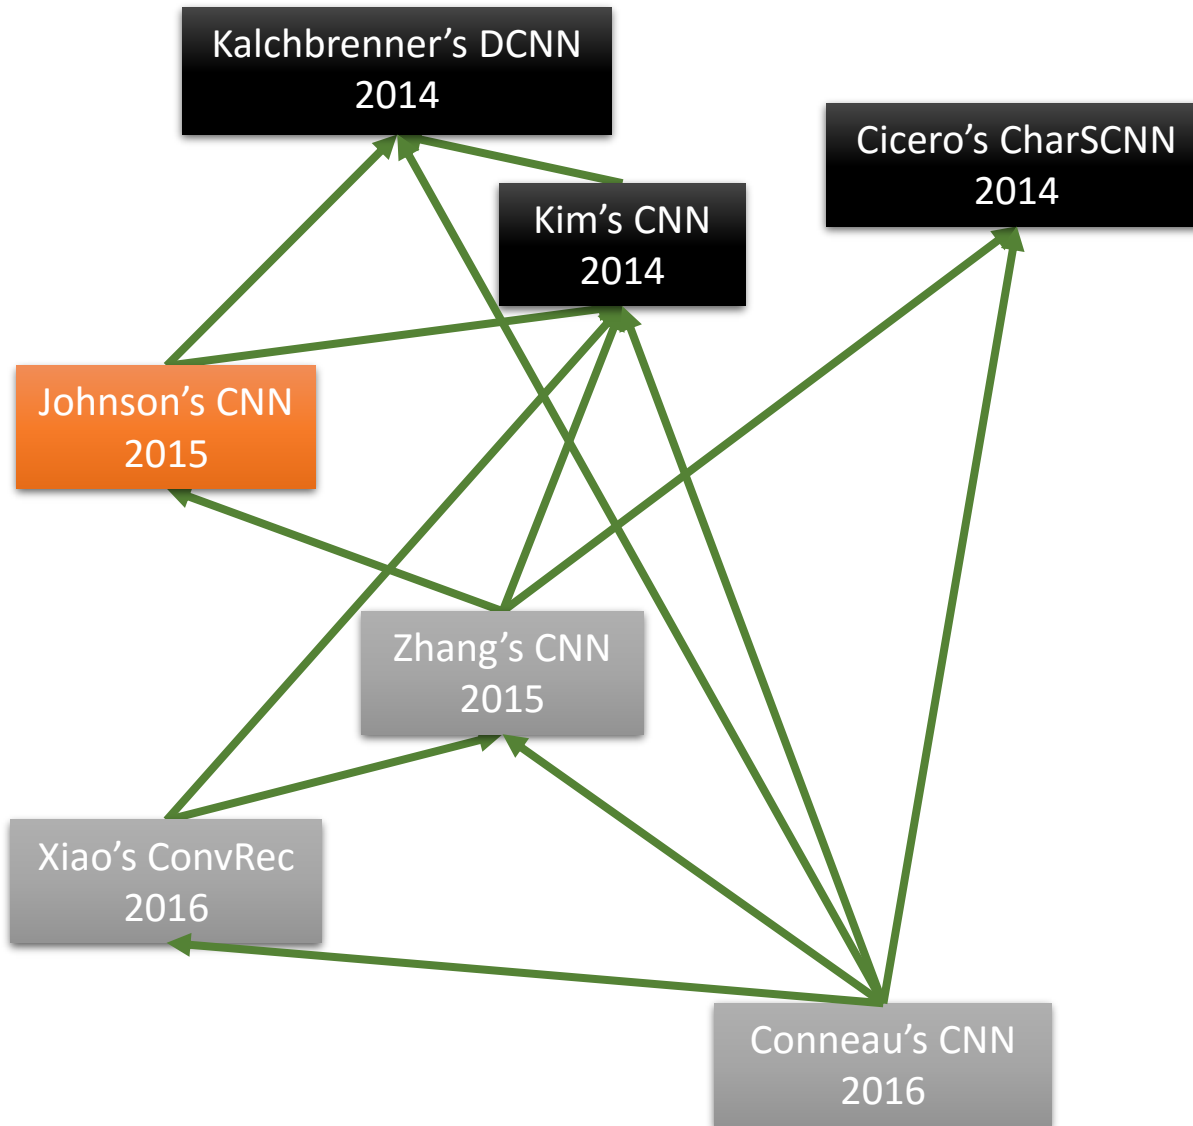 Kalchbrenner’s DCNN
2014
Cicero’s CharSCNN
2014
Kim’s CNN
2014
Johnson’s CNN
2015
Zhang’s CNN
2015
Xiao’s ConvRec
2016
Conneau’s CNN
2016